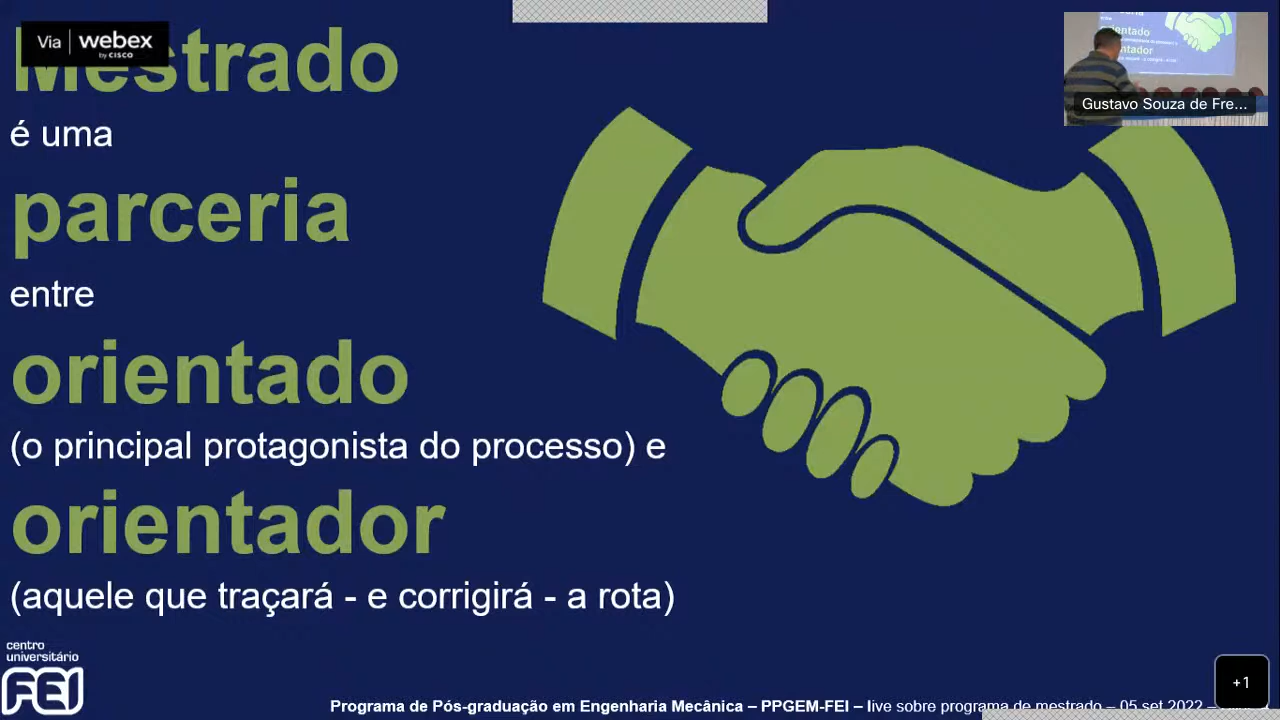 Via webex
by CISCO
Mestrado
é uma
parceria
entre
orientado
(o principal protagonista do processo) e
orientador
(aquele que traçará - e corrigirá - a rota)
Gustavo Souza de Fre...
orientado
orientador
centro
universitário
FEI
Programa de Pós-graduação em Engenharia Mecânica – PPGEM-FEI – live sobre programa de mestrado – 05 set 2022 –
+1